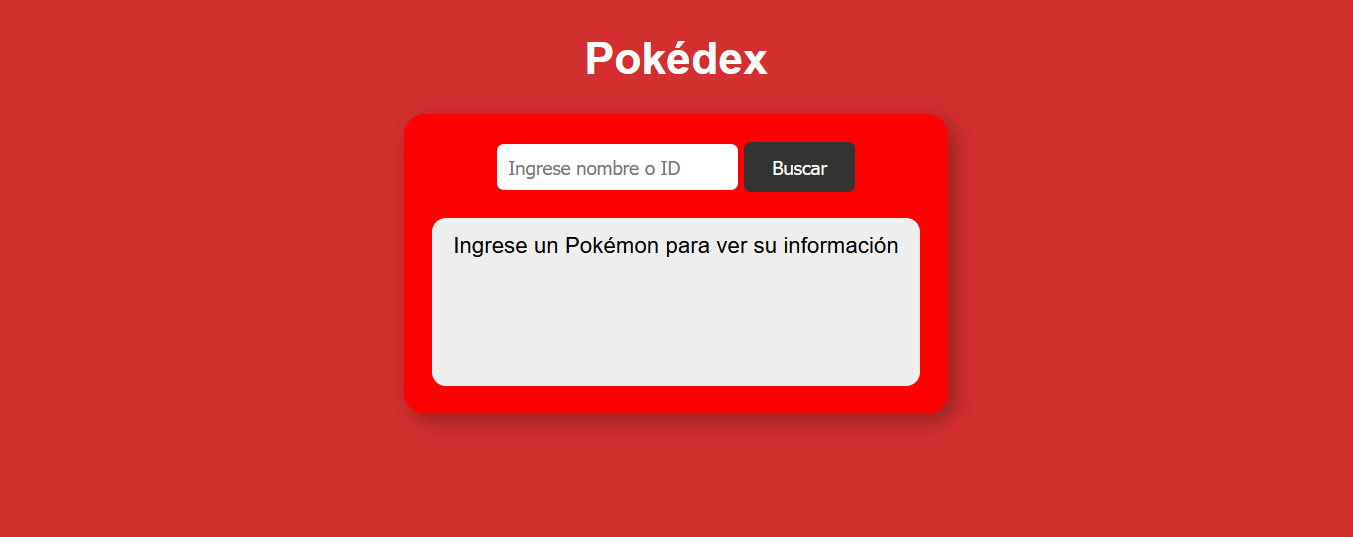 Pokédex
Ingrese nombre o ID
Buscar
Ingrese un Pokémon para ver su información